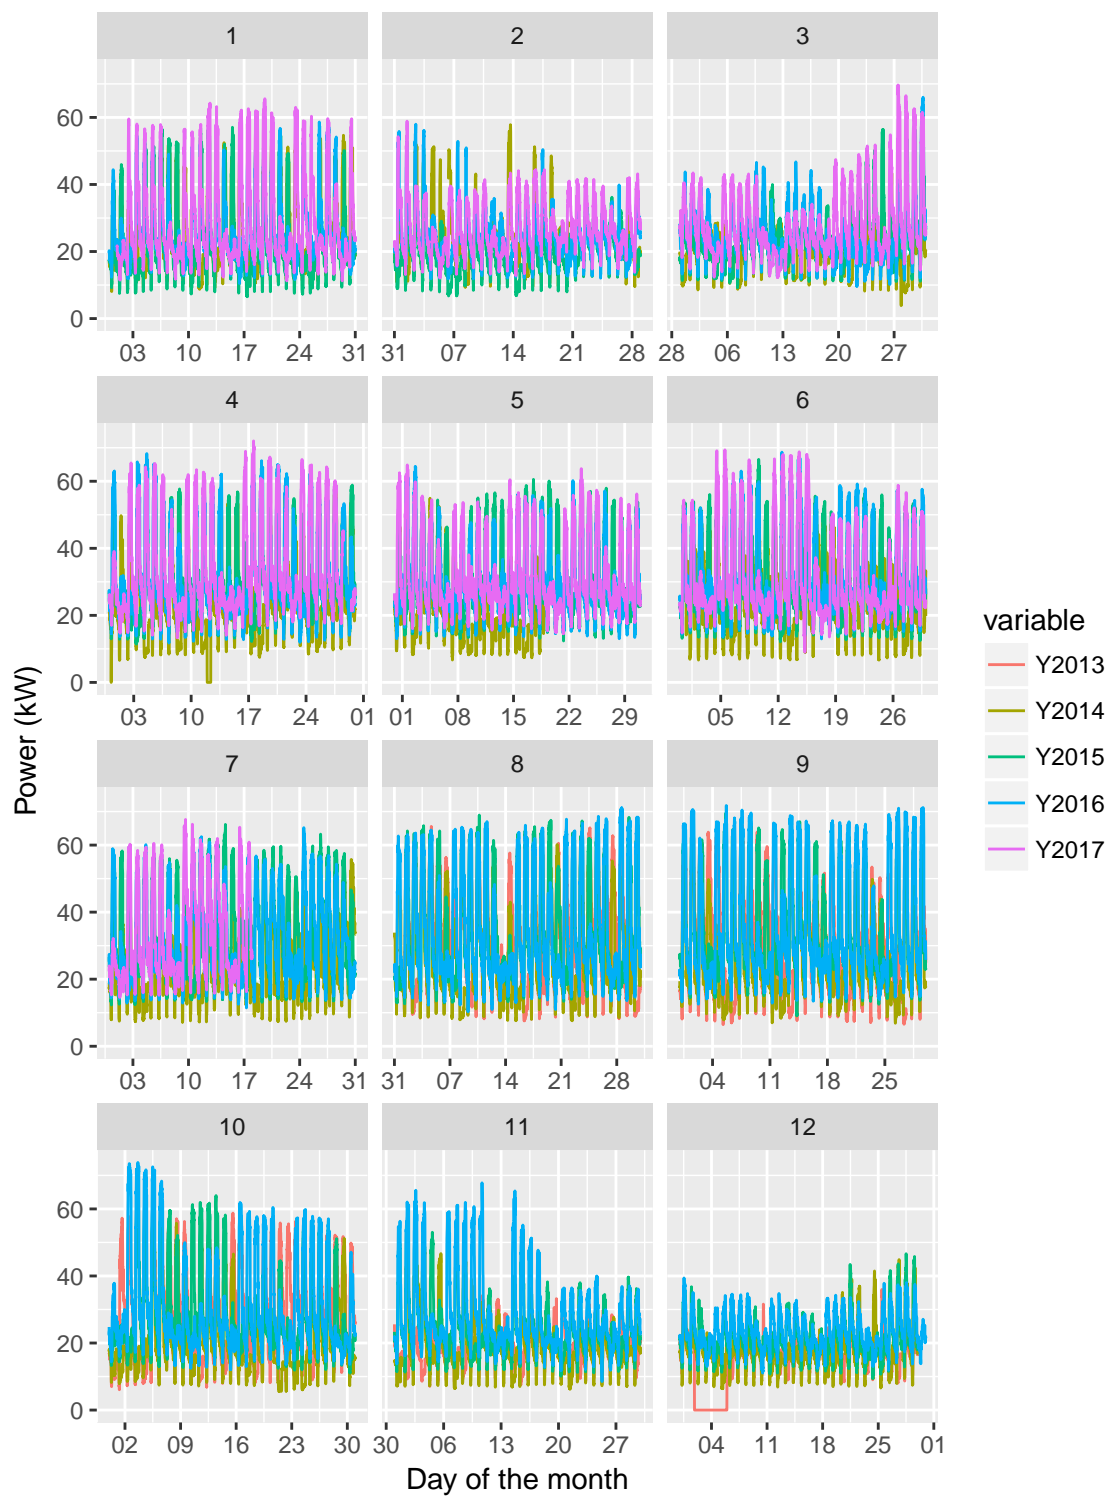 1 2 3
60
40
20
0
03 10 17 24 31 31 07 14 21 28 28 06 13 20 27
4 5 6
60
40
20
0
03 10 17 24 01 01 08 15 22 29 05 12 19 26
Power (kW)
variable
Y2013
Y2014
Y2015
Y2016
Y2017
7 8 9
60
40
20
0
03 10 17 24 31 31 07 14 21 28 04 11 18 25
10 11 12
60
40
20
0
02 09 16 23 30 30 06 13 20 27 04 11 18 25 01
Day of the month